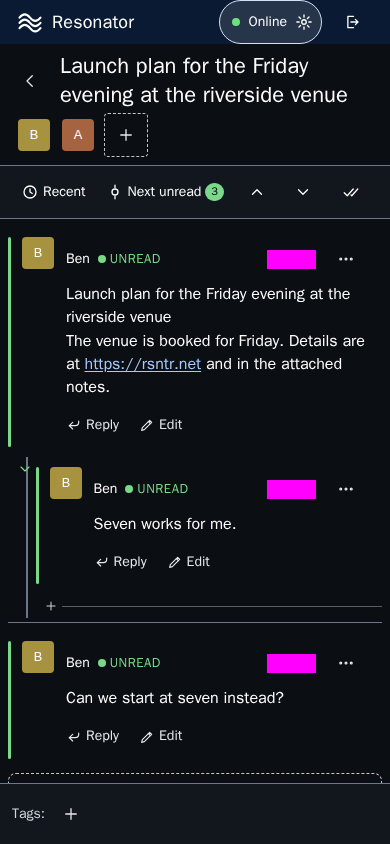 Resonator
Online
Launch plan for the Friday
evening at the riverside venue
B
A
Recent
Next unread 3
B
Ben
UNREAD
Launch plan for the Friday evening at the
riverside venue
The venue is booked for Friday. Details are
at https://rsntr.net and in the attached
notes.
Reply
Edit
B
Ben
UNREAD
Seven works for me.
Reply
Edit
B
Ben
UNREAD
Can we start at seven instead?
Reply
Edit
Tags: